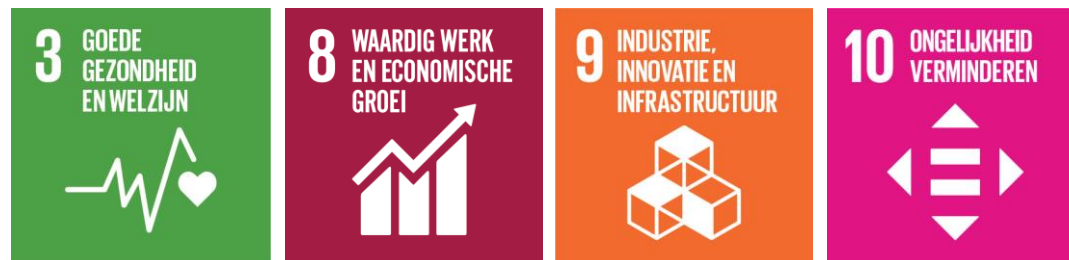 3 GOEDE
GEZONDHEID
EN WELZIJN
8 WAARDIG WERK
EN ECONOMISCHE
GROEI
9 INDUSTRIE,
INNOVATIE EN
INFRASTRUCTUUR
10 ONGELIJKHEID
VERMINDEREN